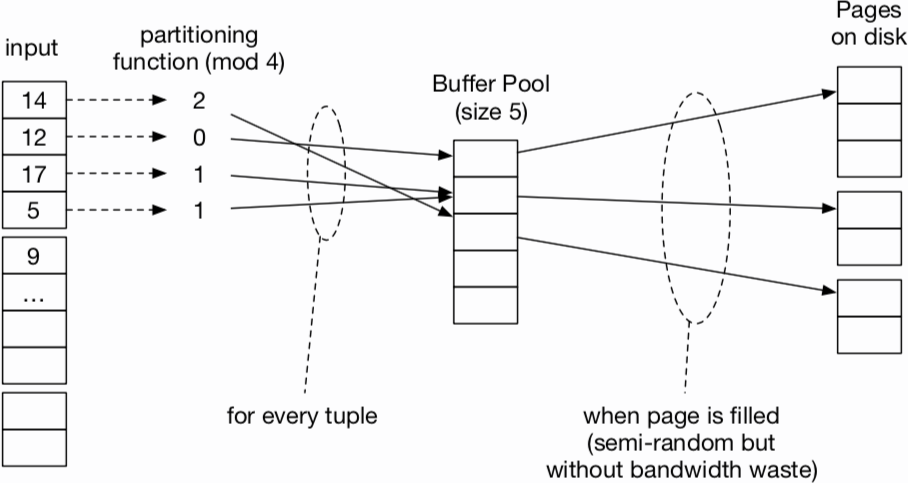 input
partitioning
function (mod 4)
Buffer Pool
(size 5)
Pages
on disk
14
2
12
0
17
1
5
1
9
...
for every tuple
when page is filled
(semi-random but
without bandwidth waste)